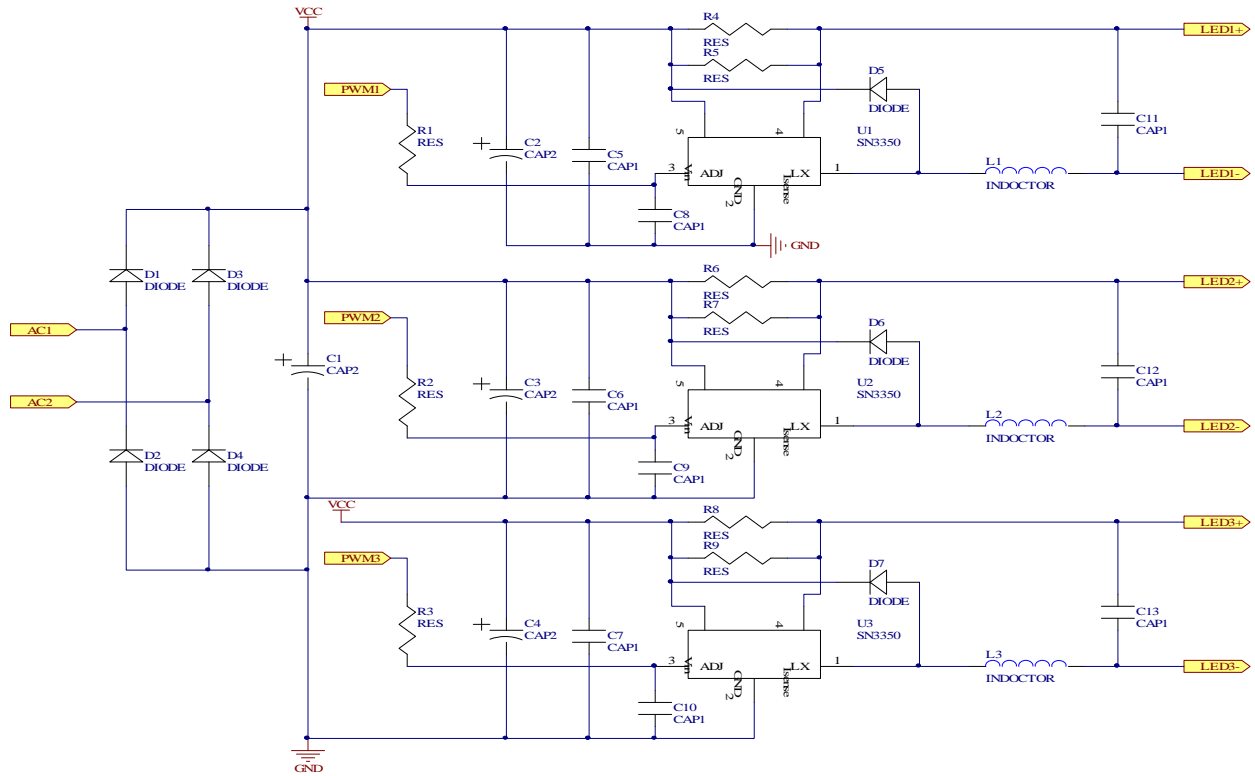 VCC
R4
RES
LED1+
R5
RES
D5
DIODE
PWM1
R1
RES
C2
CAP2
C5
CAP1
5
4
U1
SN3350
C11
CAP1
3
Vin
ADJ
GND
2
LX
Isense
1
L1
INDOCTOR
LED1-
C8
CAP1
GND
D1
DIODE
D3
DIODE
R6
RES
LED2+
R7
RES
D6
DIODE
PWM2
AC1
C1
CAP2
R2
RES
C3
CAP2
C6
CAP1
5
4
U2
SN3350
C12
CAP1
AC2
3
Vin
ADJ
GND
2
LX
Isense
1
L2
INDOCTOR
LED2-
D2
DIODE
D4
DIODE
C9
CAP1
VCC
R8
RES
LED3+
R9
RES
D7
DIODE
PWM3
R3
RES
C4
CAP2
C7
CAP1
5
4
U3
SN3350
C13
CAP1
3
Vin
ADJ
GND
2
LX
Isense
1
L3
INDOCTOR
LED3-
C10
CAP1
GND